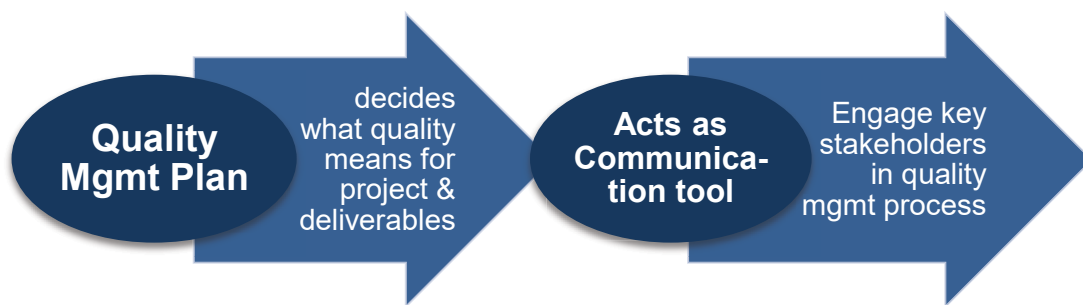 Quality
Mgmt Plan
decides
what quality
means for
project &
deliverables
Acts as
Communica-
tion tool
Engage key
stakeholders
in quality
mgmt process